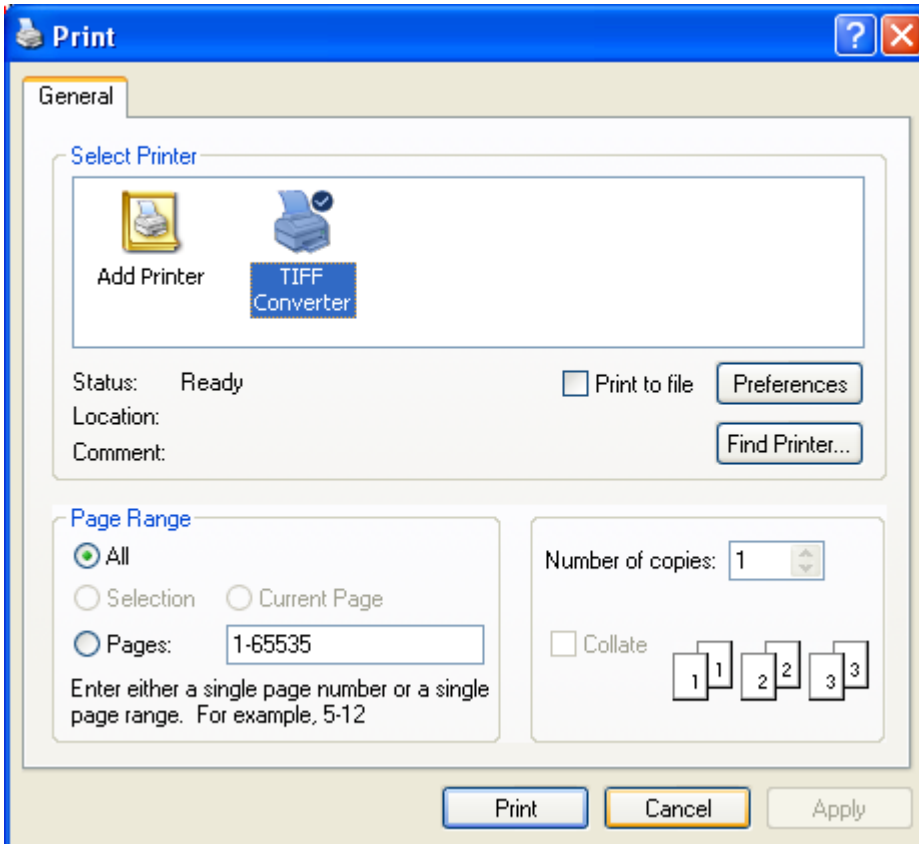 Print
General
Select Printer
Add Printer
TIFF
Converter
Status: Ready
Print to file
Preferences
Location:
Comment:
Find Printer...
Page Range
All
Selection
Current Page
Pages:
1-65535
Enter either a single page number or a single
page range. For example, 5-12
Number of copies: 1
Collate
1 1 2 2 3 3
Print
Cancel
Apply